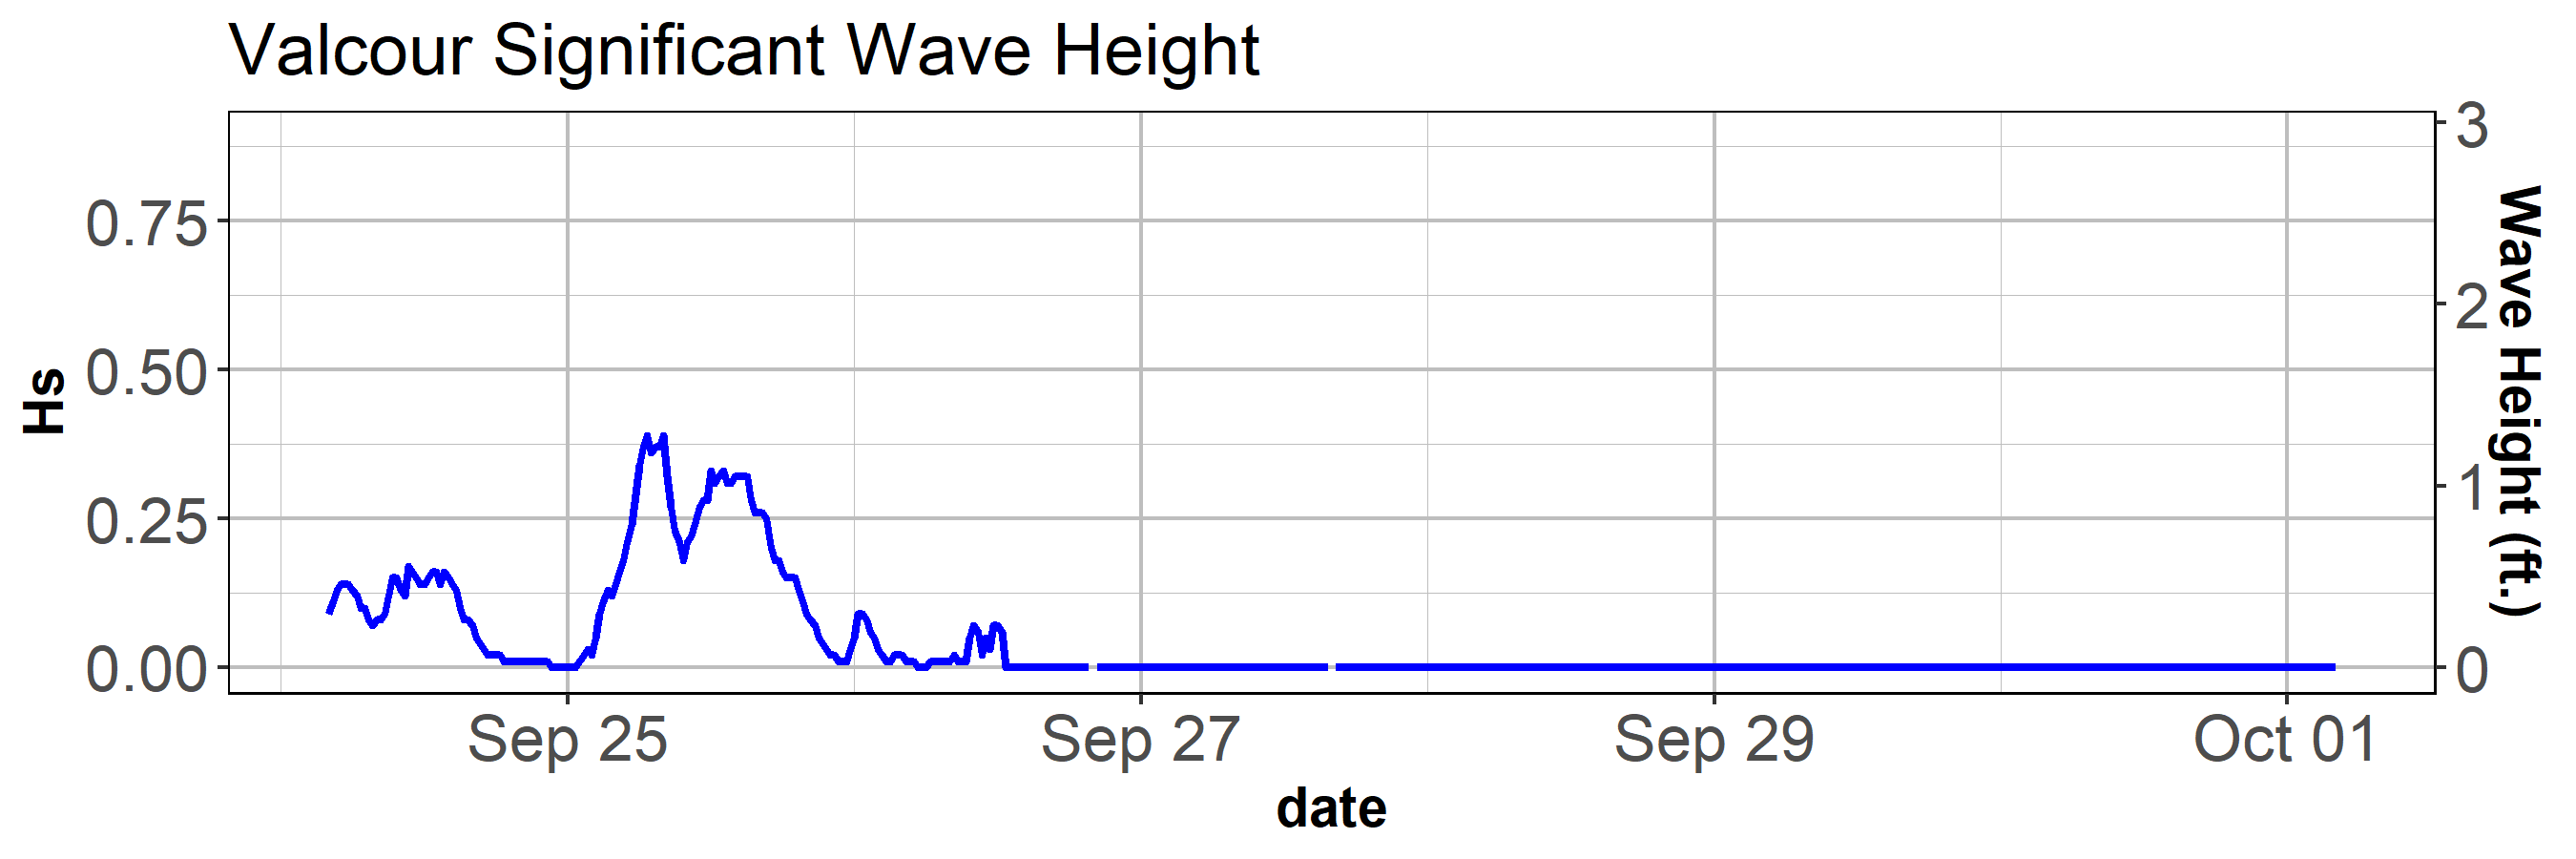 Valcour Significant Wave Height
Hs
0.75
0.50
0.25
0.00
3
2
1
0
Wave Height (ft.)
Sep 25
Sep 27
Sep 29
Oct 01
date